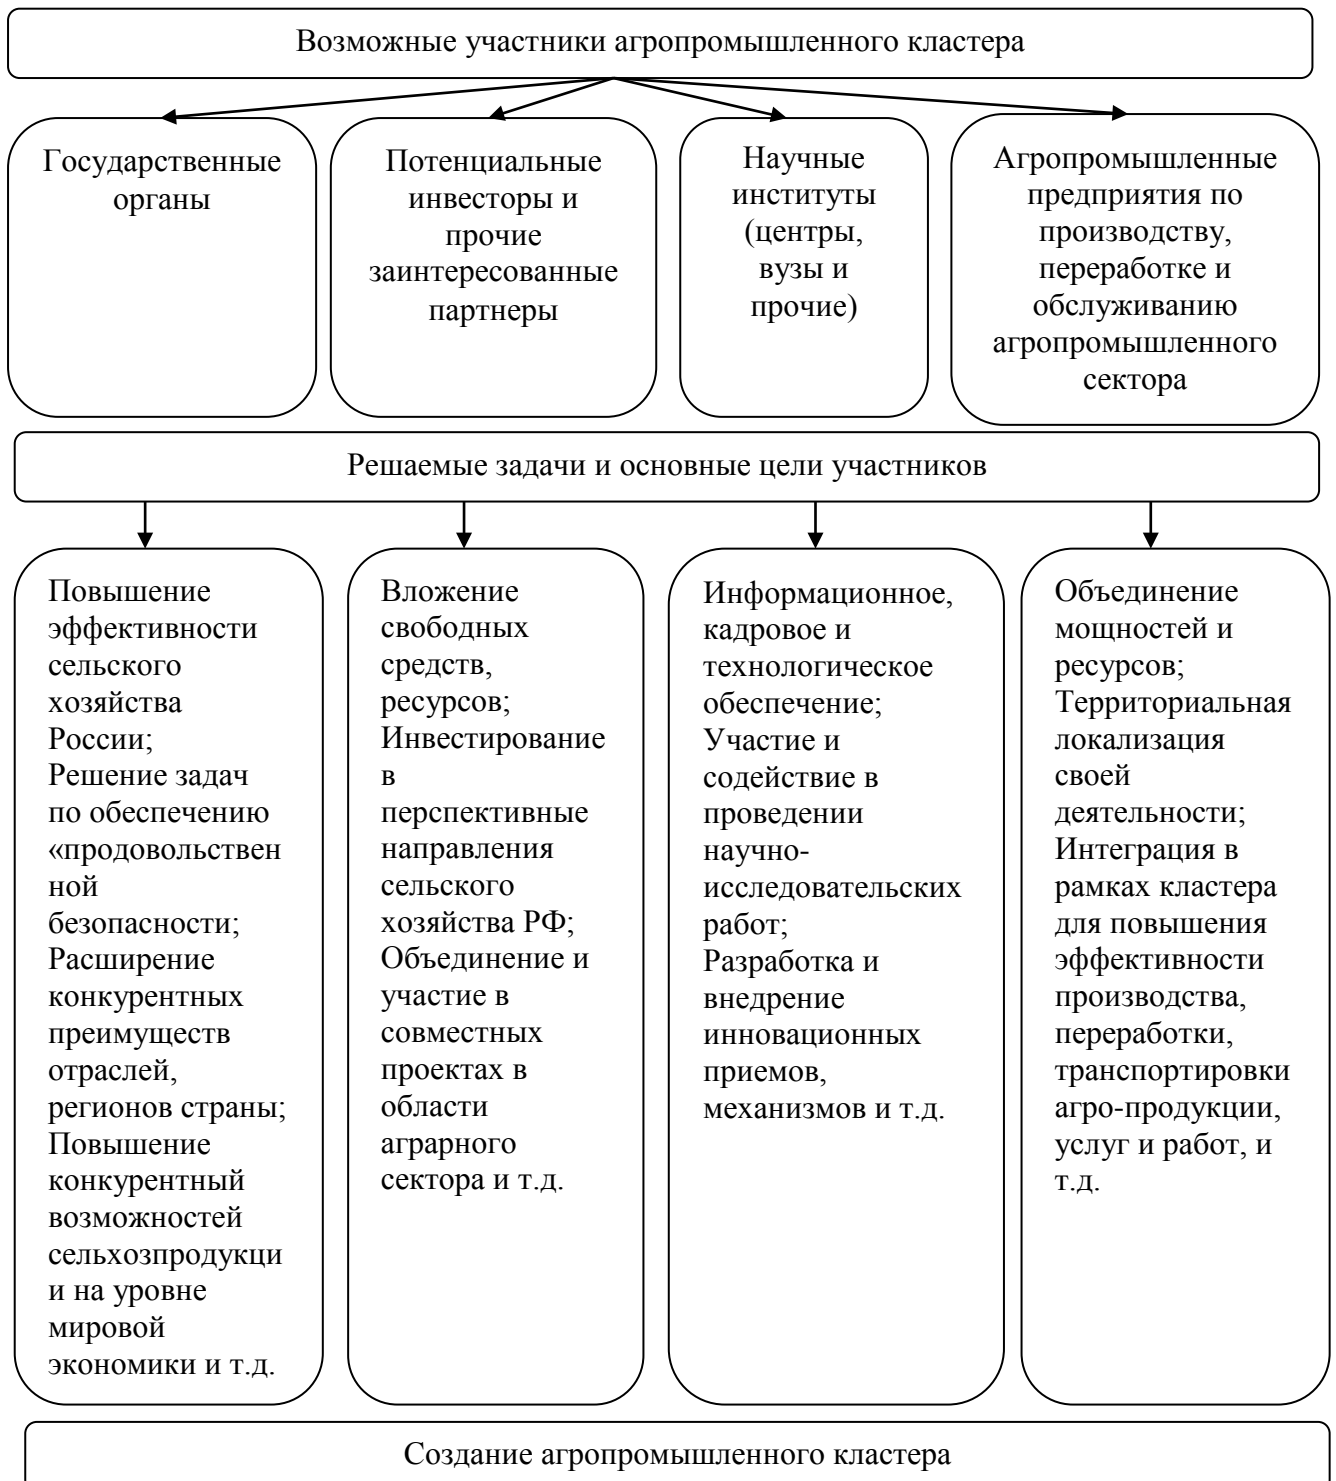 Возможные участники агропромышленного кластера
Государственные
органы
Потенциальные
инвесторы и
прочие
заинтересованные
партнеры
Научные
институты
(центры,
вузы и
прочие)
Агропромышленные
предприятия по
производству,
переработке и
обслуживанию
агропромышленного
сектора
Решаемые задачи и основные цели участников
Повышение
эффективности
сельского
хозяйства
России;
Решение задач
по обеспечению
«продовольствен
ной
безопасности;
Расширение
конкурентных
преимуществ
отраслей,
регионов страны;
Повышение
конкурентный
возможностей
сельхозпродукци
и на уровне
мировой
экономики и т.д.
Вложение
свободных
средств,
ресурсов;
Инвестирование
в
перспективные
направления
сельского
хозяйства РФ;
Объединение и
участие в
совместных
проектах в
области
аграрного
сектора и т.д.
Информационное,
кадровое и
технологическое
обеспечение;
Участие и
содействие в
проведении
научно-
исследовательских
работ;
Разработка и
внедрение
инновационных
приемов,
механизмов и т.д.
Объединение
мощностей и
ресурсов;
Территориальная
локализация
своей
деятельности;
Интеграция в
рамках кластера
для повышения
эффективности
производства,
переработки,
транспортировки
агро-продукции,
услуг и работ, и
т.д.
Создание агропромышленного кластера